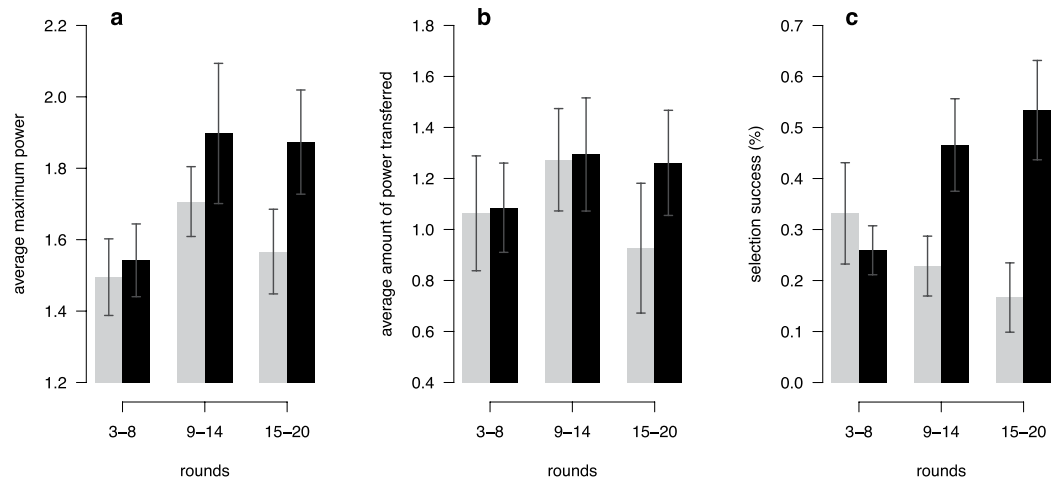 a
average maximum power
2.2
2.0
1.8
1.6
1.4
1.2
3–8 9–14 15–20
rounds
b
average amount of power transferred
1.8
1.6
1.4
1.2
1.0
0.8
0.6
0.4
3–8 9–14 15–20
rounds
c
selection success (%)
0.7
0.6
0.5
0.4
0.3
0.2
0.1
0.0
3–8 9–14 15–20
rounds